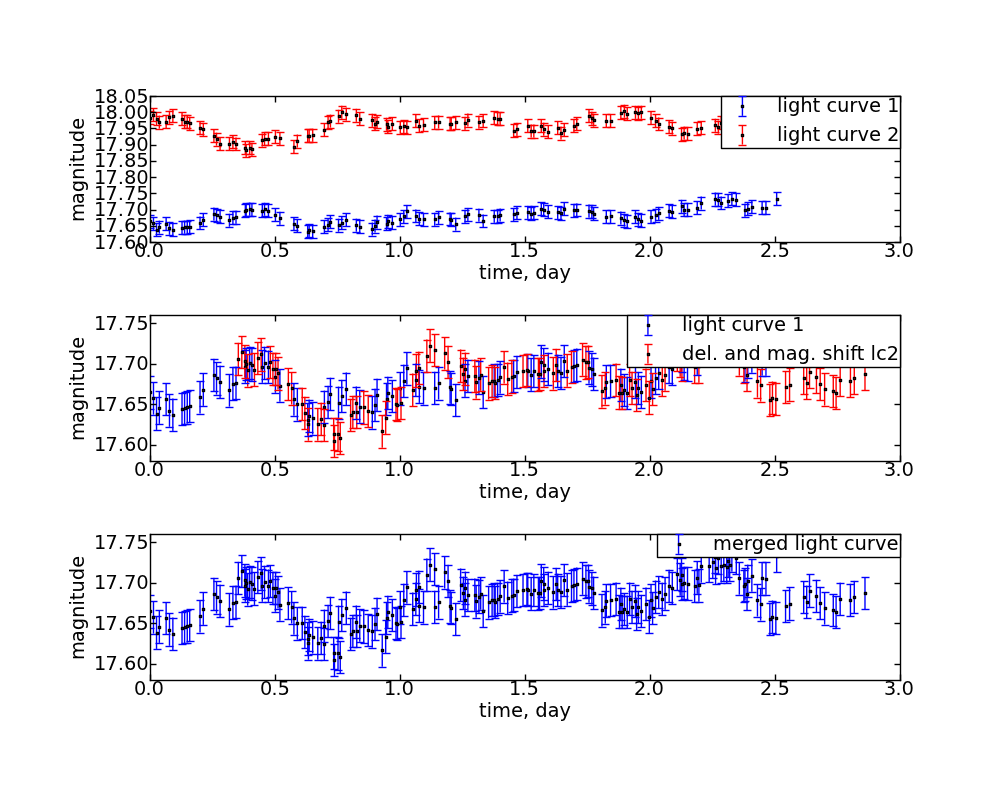 18.05
18.00
17.95
17.90
17.85
17.80
17.75
17.70
17.65
17.60
magnitude
light curve 1
light curve 2
0.0 0.5 1.0 1.5 2.0 2.5 3.0
time, day
17.75
17.70
17.65
17.60
magnitude
light curve 1
del. and mag. shift lc2
0.0 0.5 1.0 1.5 2.0 2.5 3.0
time, day
17.75
17.70
17.65
17.60
magnitude
merged light curve
0.0 0.5 1.0 1.5 2.0 2.5 3.0
time, day